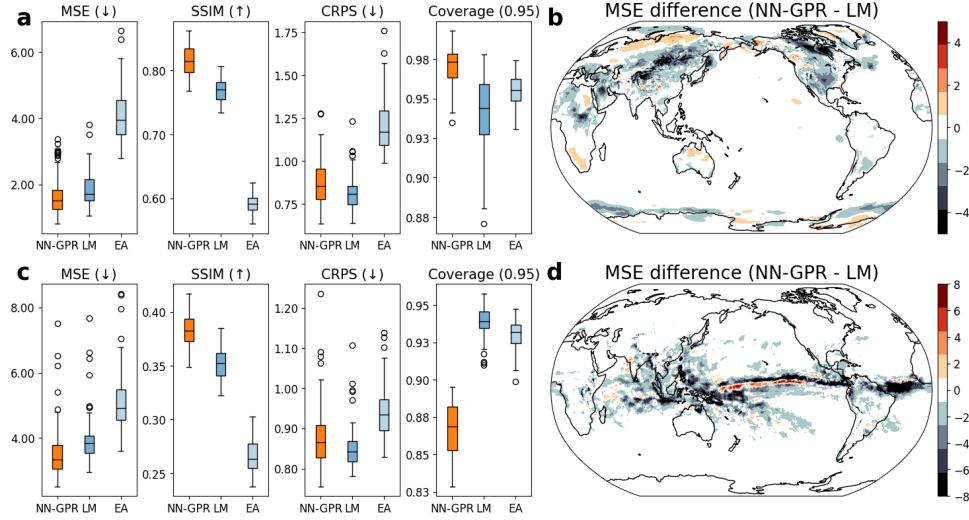 a
MSE (↓)
6.00
4.00
2.00
NN-GPR LM EA
SSIM (↑)
0.80
0.70
0.60
NN-GPR LM EA
CRPS (↓)
1.75
1.50
1.25
1.00
0.75
NN-GPR LM EA
Coverage (0.95)
0.98
0.95
0.93
0.90
0.88
NN-GPR LM EA
b
MSE difference (NN-GPR - LM)
4
2
0
−2
−4
c
MSE (↓)
8.00
6.00
4.00
NN-GPR LM EA
SSIM (↑)
0.40
0.35
0.30
0.25
NN-GPR LM EA
CRPS (↓)
1.20
1.10
1.00
0.90
0.80
NN-GPR LM EA
Coverage (0.95)
0.95
0.93
0.90
0.88
0.85
0.83
NN-GPR LM EA
d
MSE difference (NN-GPR - LM)
8
6
4
2
0
−2
−4
−6
−8